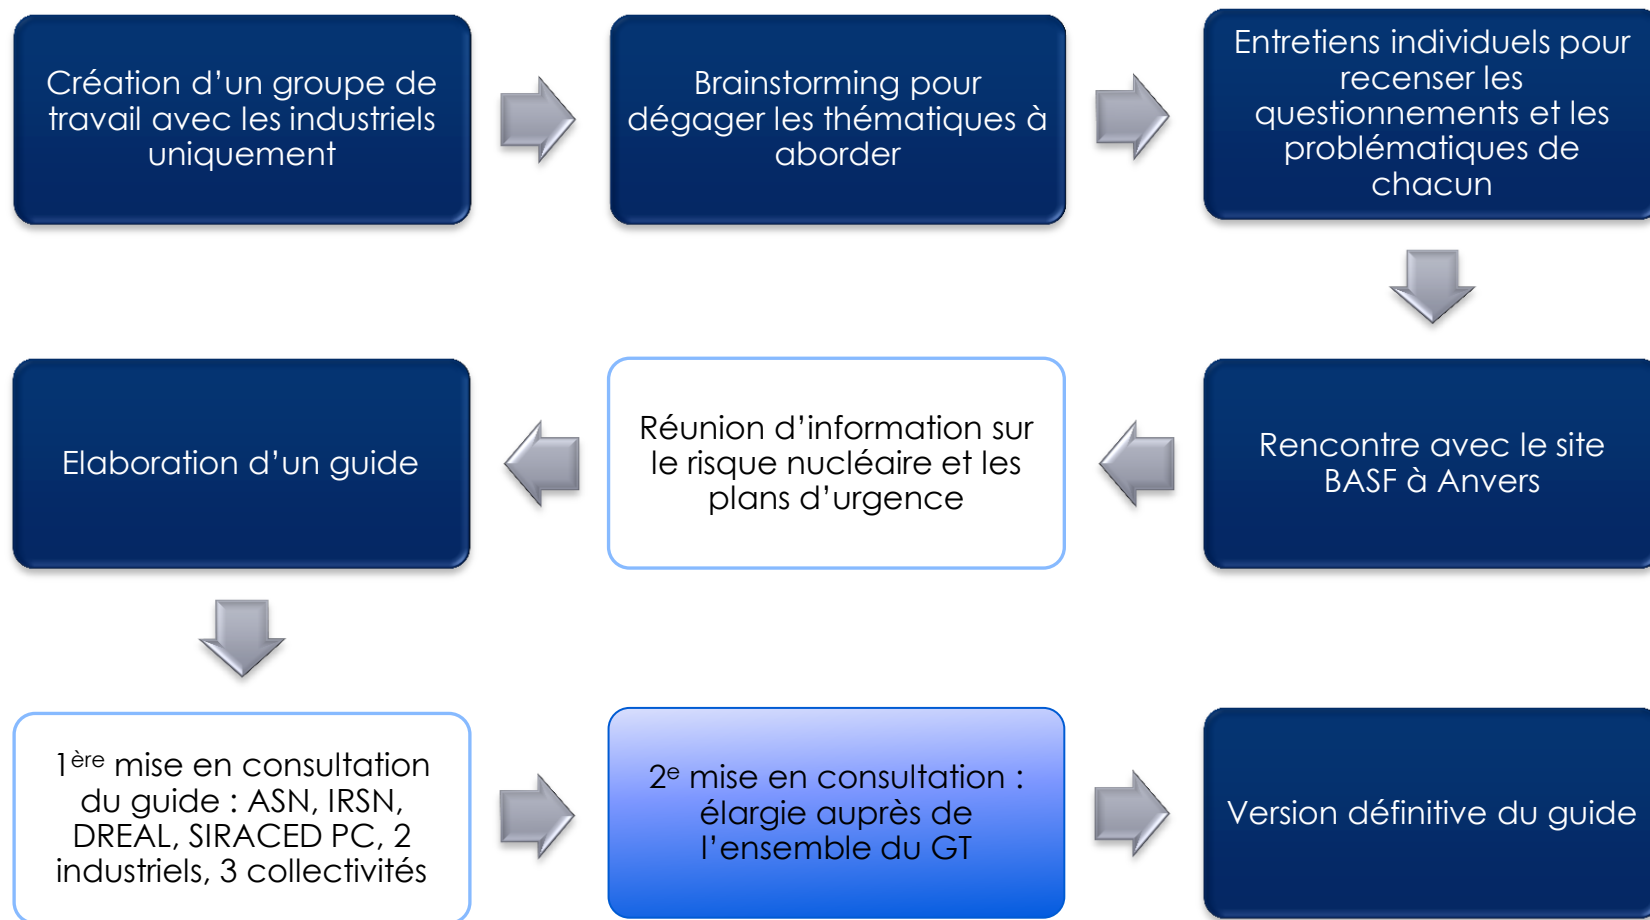 Création d’un groupe de
travail avec les industriels
uniquement
Brainstorming pour
dégager les thématiques à
aborder
Entretiens individuels pour
recenser les
questionnements et les
problématiques de
chacun
Rencontre avec le site
BASF à Anvers
Réunion d’information sur
le risque nucléaire et les
plans d’urgence
Elaboration d’un guide
1ère mise en consultation
du guide : ASN, IRSN,
DREAL, SIRACED PC, 2
industriels, 3 collectivités
2e mise en consultation :
élargie auprès de
l’ensemble du GT
Version définitive du guide